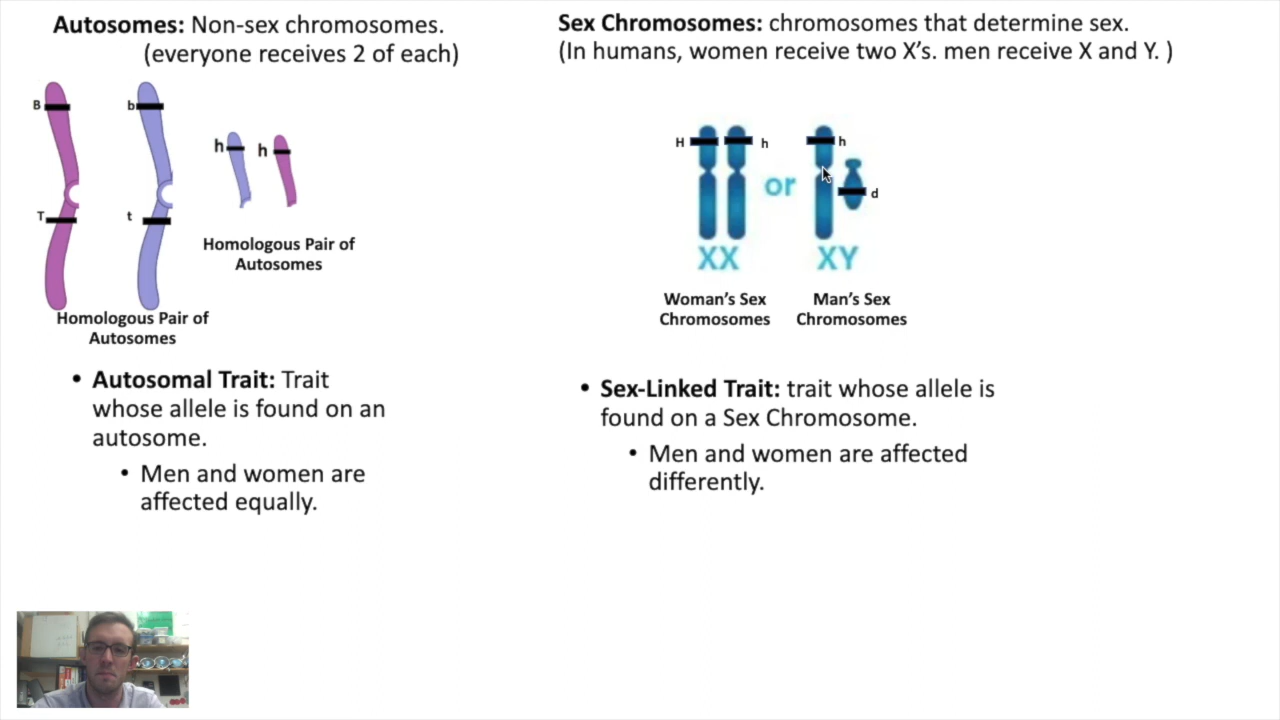 Autosomes: Non-sex chromosomes.
(everyone receives 2 of each)
B
b
h
h
T
t
Homologous Pair of
Autosomes
Homologous Pair of
Autosomes
• Autosomal Trait: Trait
whose allele is found on an
autosome.
• Men and women are
affected equally.
Sex Chromosomes: chromosomes that determine sex.
(In humans, women receive two X’s. men receive X and Y. )
H
h
h
or
d
XX
XY
Woman’s Sex
Chromosomes
Man’s Sex
Chromosomes
• Sex-Linked Trait: trait whose allele is
found on a Sex Chromosome.
• Men and women are affected
differently.